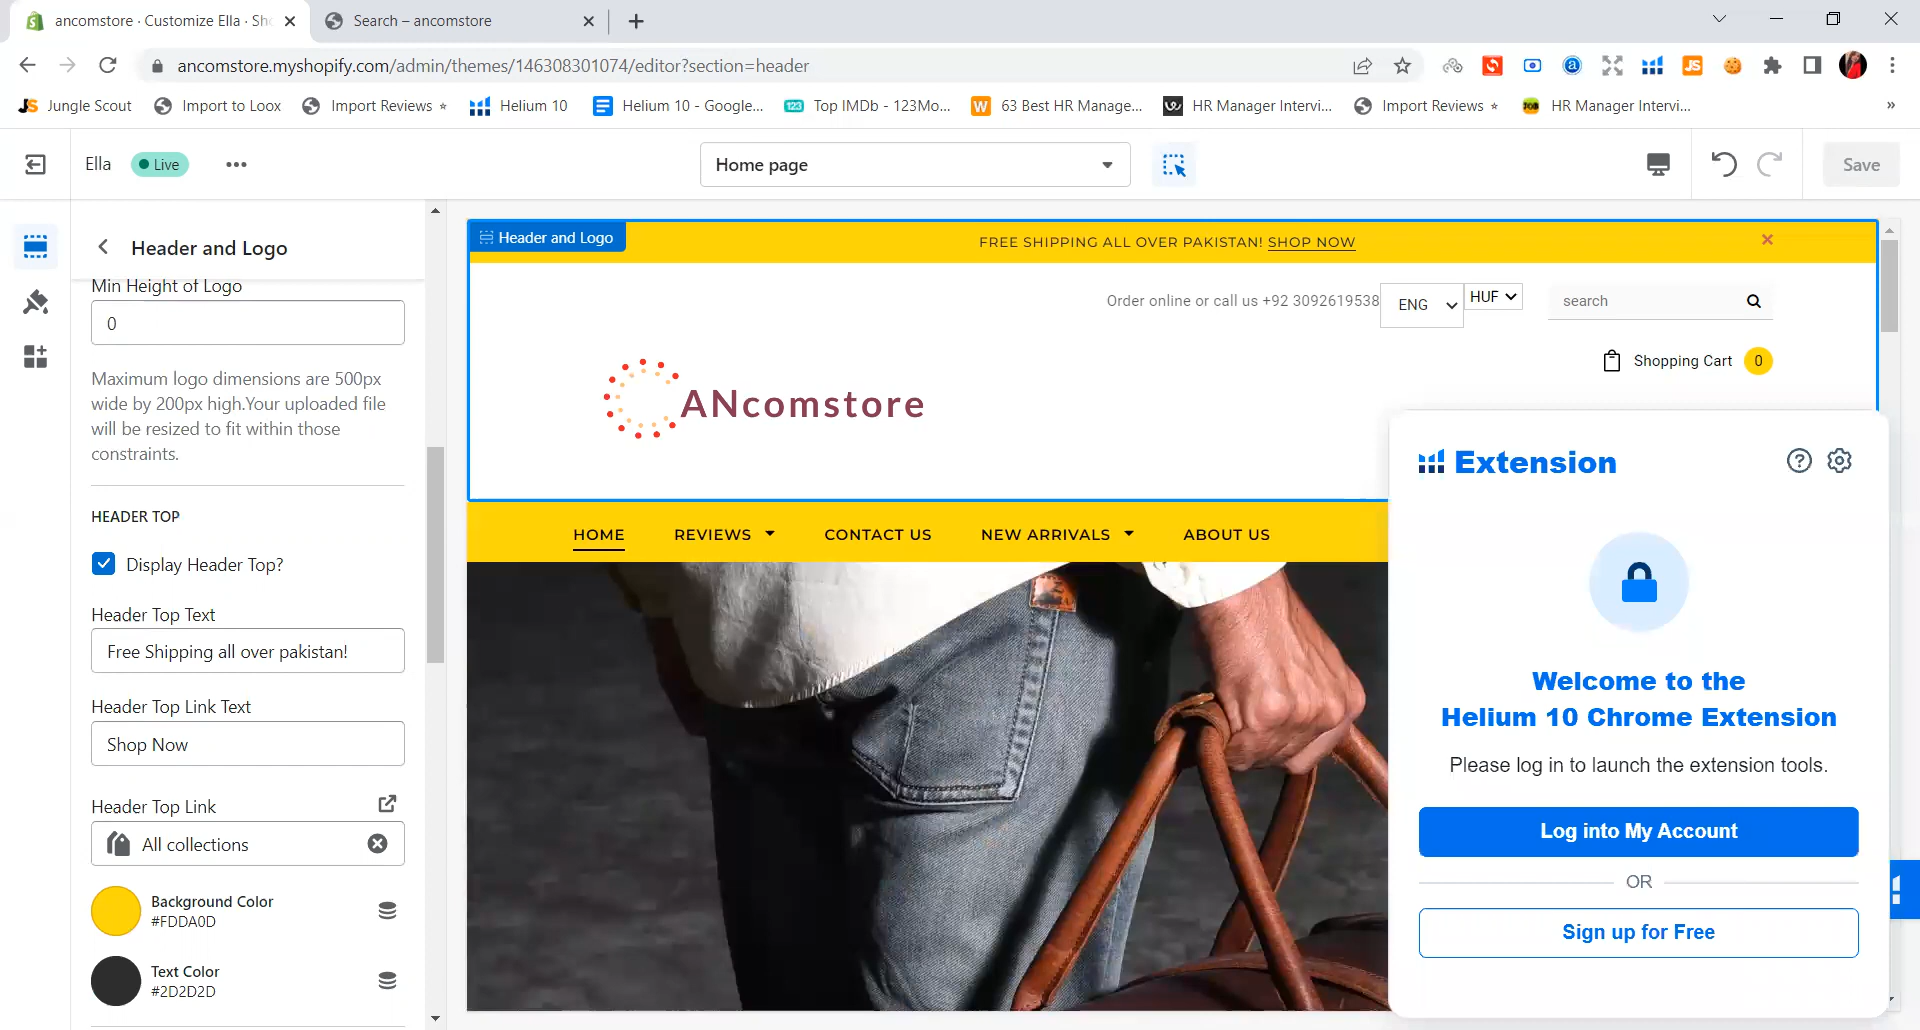 ancomstore · Customize Ella · Sh
Search – ancomstore
ancomstore.myshopify.com/admin/themes/146308301074/editor?section=header
Jungle Scout
Import to Loox
Import Reviews
Helium 10
Helium 10 - Google...
Top IMDb - 123Mo...
63 Best HR Manage...
HR Manager Intervi...
Import Reviews
HR Manager Intervi...
Ella
Live
Home page
Save
Header and Logo
Min Height of Logo
0
Maximum logo dimensions are 500px
wide by 200px high.Your uploaded file
will be resized to fit within those
constraints.
HEADER TOP
Display Header Top?
Header Top Text
Free Shipping all over pakistan!
Header Top Link Text
Shop Now
Header Top Link
All collections
Background Color
#FDDA0D
Text Color
#2D2D2D
Header and Logo
FREE SHIPPING ALL OVER PAKISTAN! SHOP NOW
Order online or call us +92 3092619538
ENG
HUF
search
Shopping Cart
0
ANcomstore
HOME
REVIEWS
CONTACT US
NEW ARRIVALS
ABOUT US
Extension
Welcome to the
Helium 10 Chrome Extension
Please log in to launch the extension tools.
Log into My Account
OR
Sign up for Free